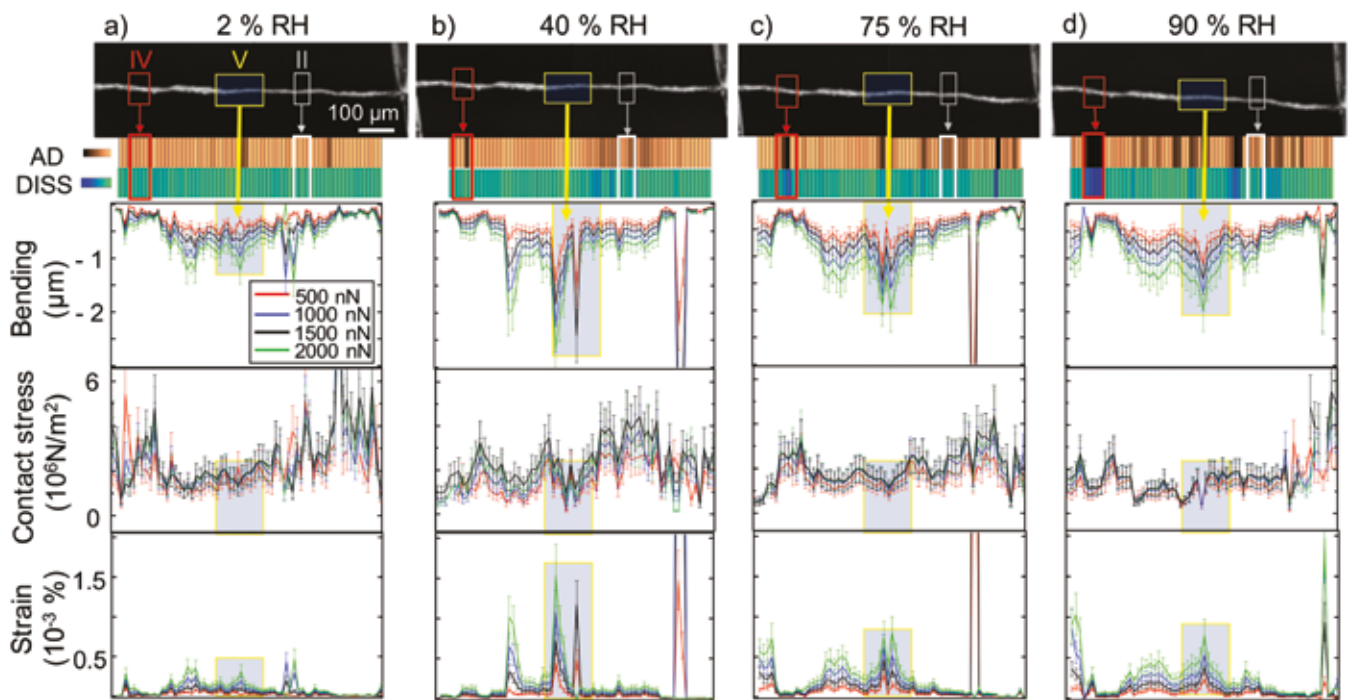 a) 2 % RH b) 40 % RH c) 75 % RH d) 90 % RH
IV V II
100 µm
AD
DISS
Bending
(µm)
- 1
- 2
500 nN
1000 nN
1500 nN
2000 nN
Contact stress
(10⁶N/m²)
6
2
0
Strain
(10⁻³ %)
1.5
0.5